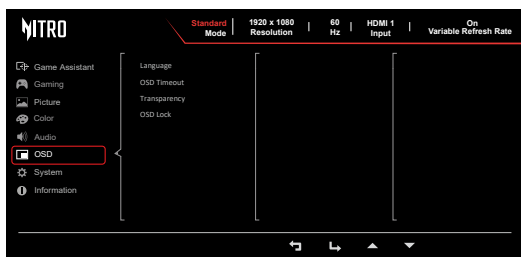 NITRO
Standard Mode
1920 x 1080 Resolution
60 Hz
HDMI 1 Input
On Variable Refresh Rate
Game Assistant
Gaming
Picture
Color
Audio
OSD
System
Information
Language
OSD Timeout
Transparency
OSD Lock